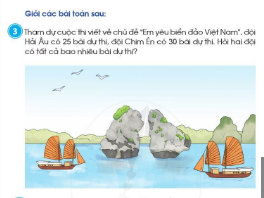 Giải các bài toán sau:
3 Tham dự cuộc thi viết về chủ đề "Em yêu biển đảo Việt Nam", đội
Hải Âu có 25 bài dự thi, đội Chim Én có 30 bài dự thi. Hỏi hai đội
có tất cả bao nhiêu bài dự thi?